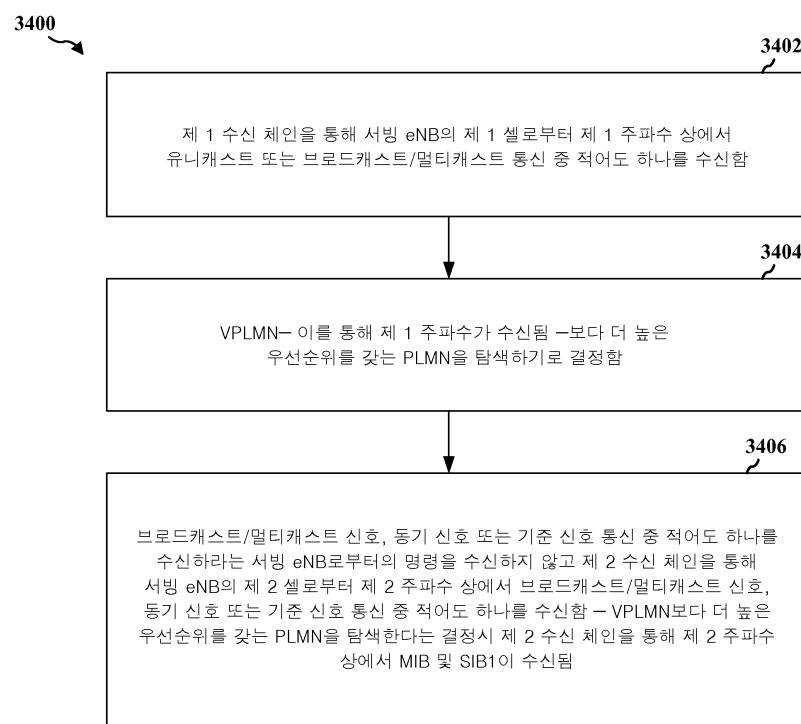 3400
3402
제 1 수신 체인을 통해 서빙 eNB의 제 1 셀로부터 제 1 주파수 상에서
유니캐스트 또는 브로드캐스트/멀티캐스트 통신 중 적어도 하나를 수신함
3404
VPLMN— 이를 통해 제 1 주파수가 수신됨 —보다 더 높은
우선순위를 갖는 PLMN을 탐색하기로 결정함
3406
브로드캐스트/멀티캐스트 신호, 동기 신호 또는 기준 신호 통신 중 적어도 하나를
수신하라는 서빙 eNB로부터의 명령을 수신하지 않고 제 2 수신 체인을 통해
서빙 eNB의 제 2 셀로부터 제 2 주파수 상에서 브로드캐스트/멀티캐스트 신호,
동기 신호 또는 기준 신호 통신 중 적어도 하나를 수신함 — VPLMN보다 더 높은
우선순위를 갖는 PLMN을 탐색한다는 결정시 제 2 수신 체인을 통해 제 2 주파수
상에서 MIB 및 SIB1이 수신됨